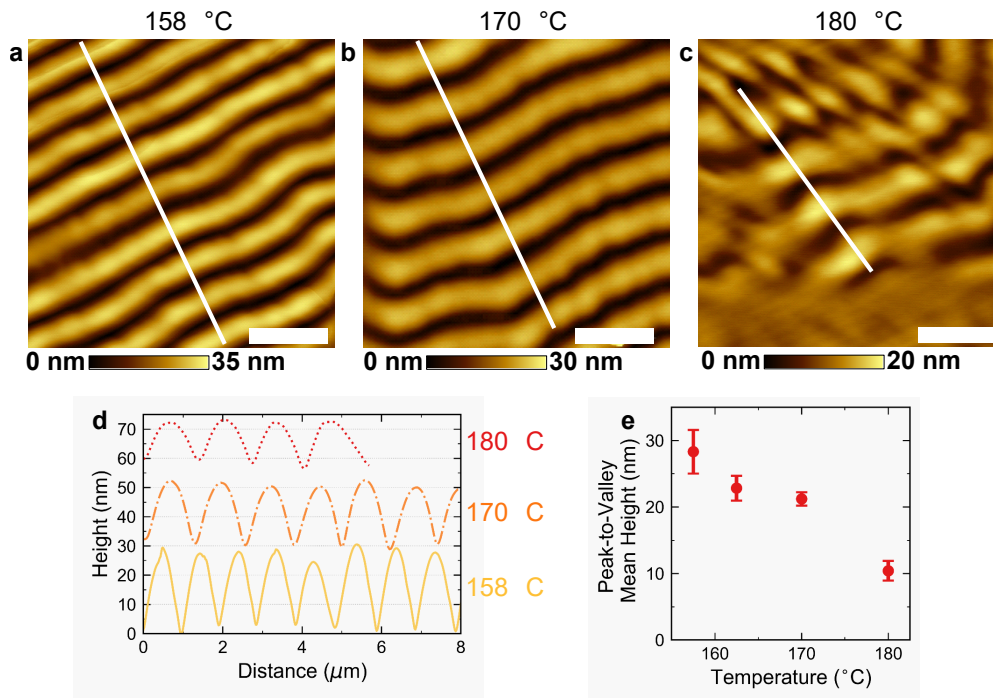 158 °C
170 °C
180 °C
a
b
c
0 nm 35 nm
0 nm 30 nm
0 nm 20 nm
d
70
60
50
40
30
20
10
0
Height (nm)
0 2 4 6 8
Distance (μm)
180 C
170 C
158 C
e
30
20
10
0
Peak-to-Valley
Mean Height (nm)
160 170 180
Temperature (°C)